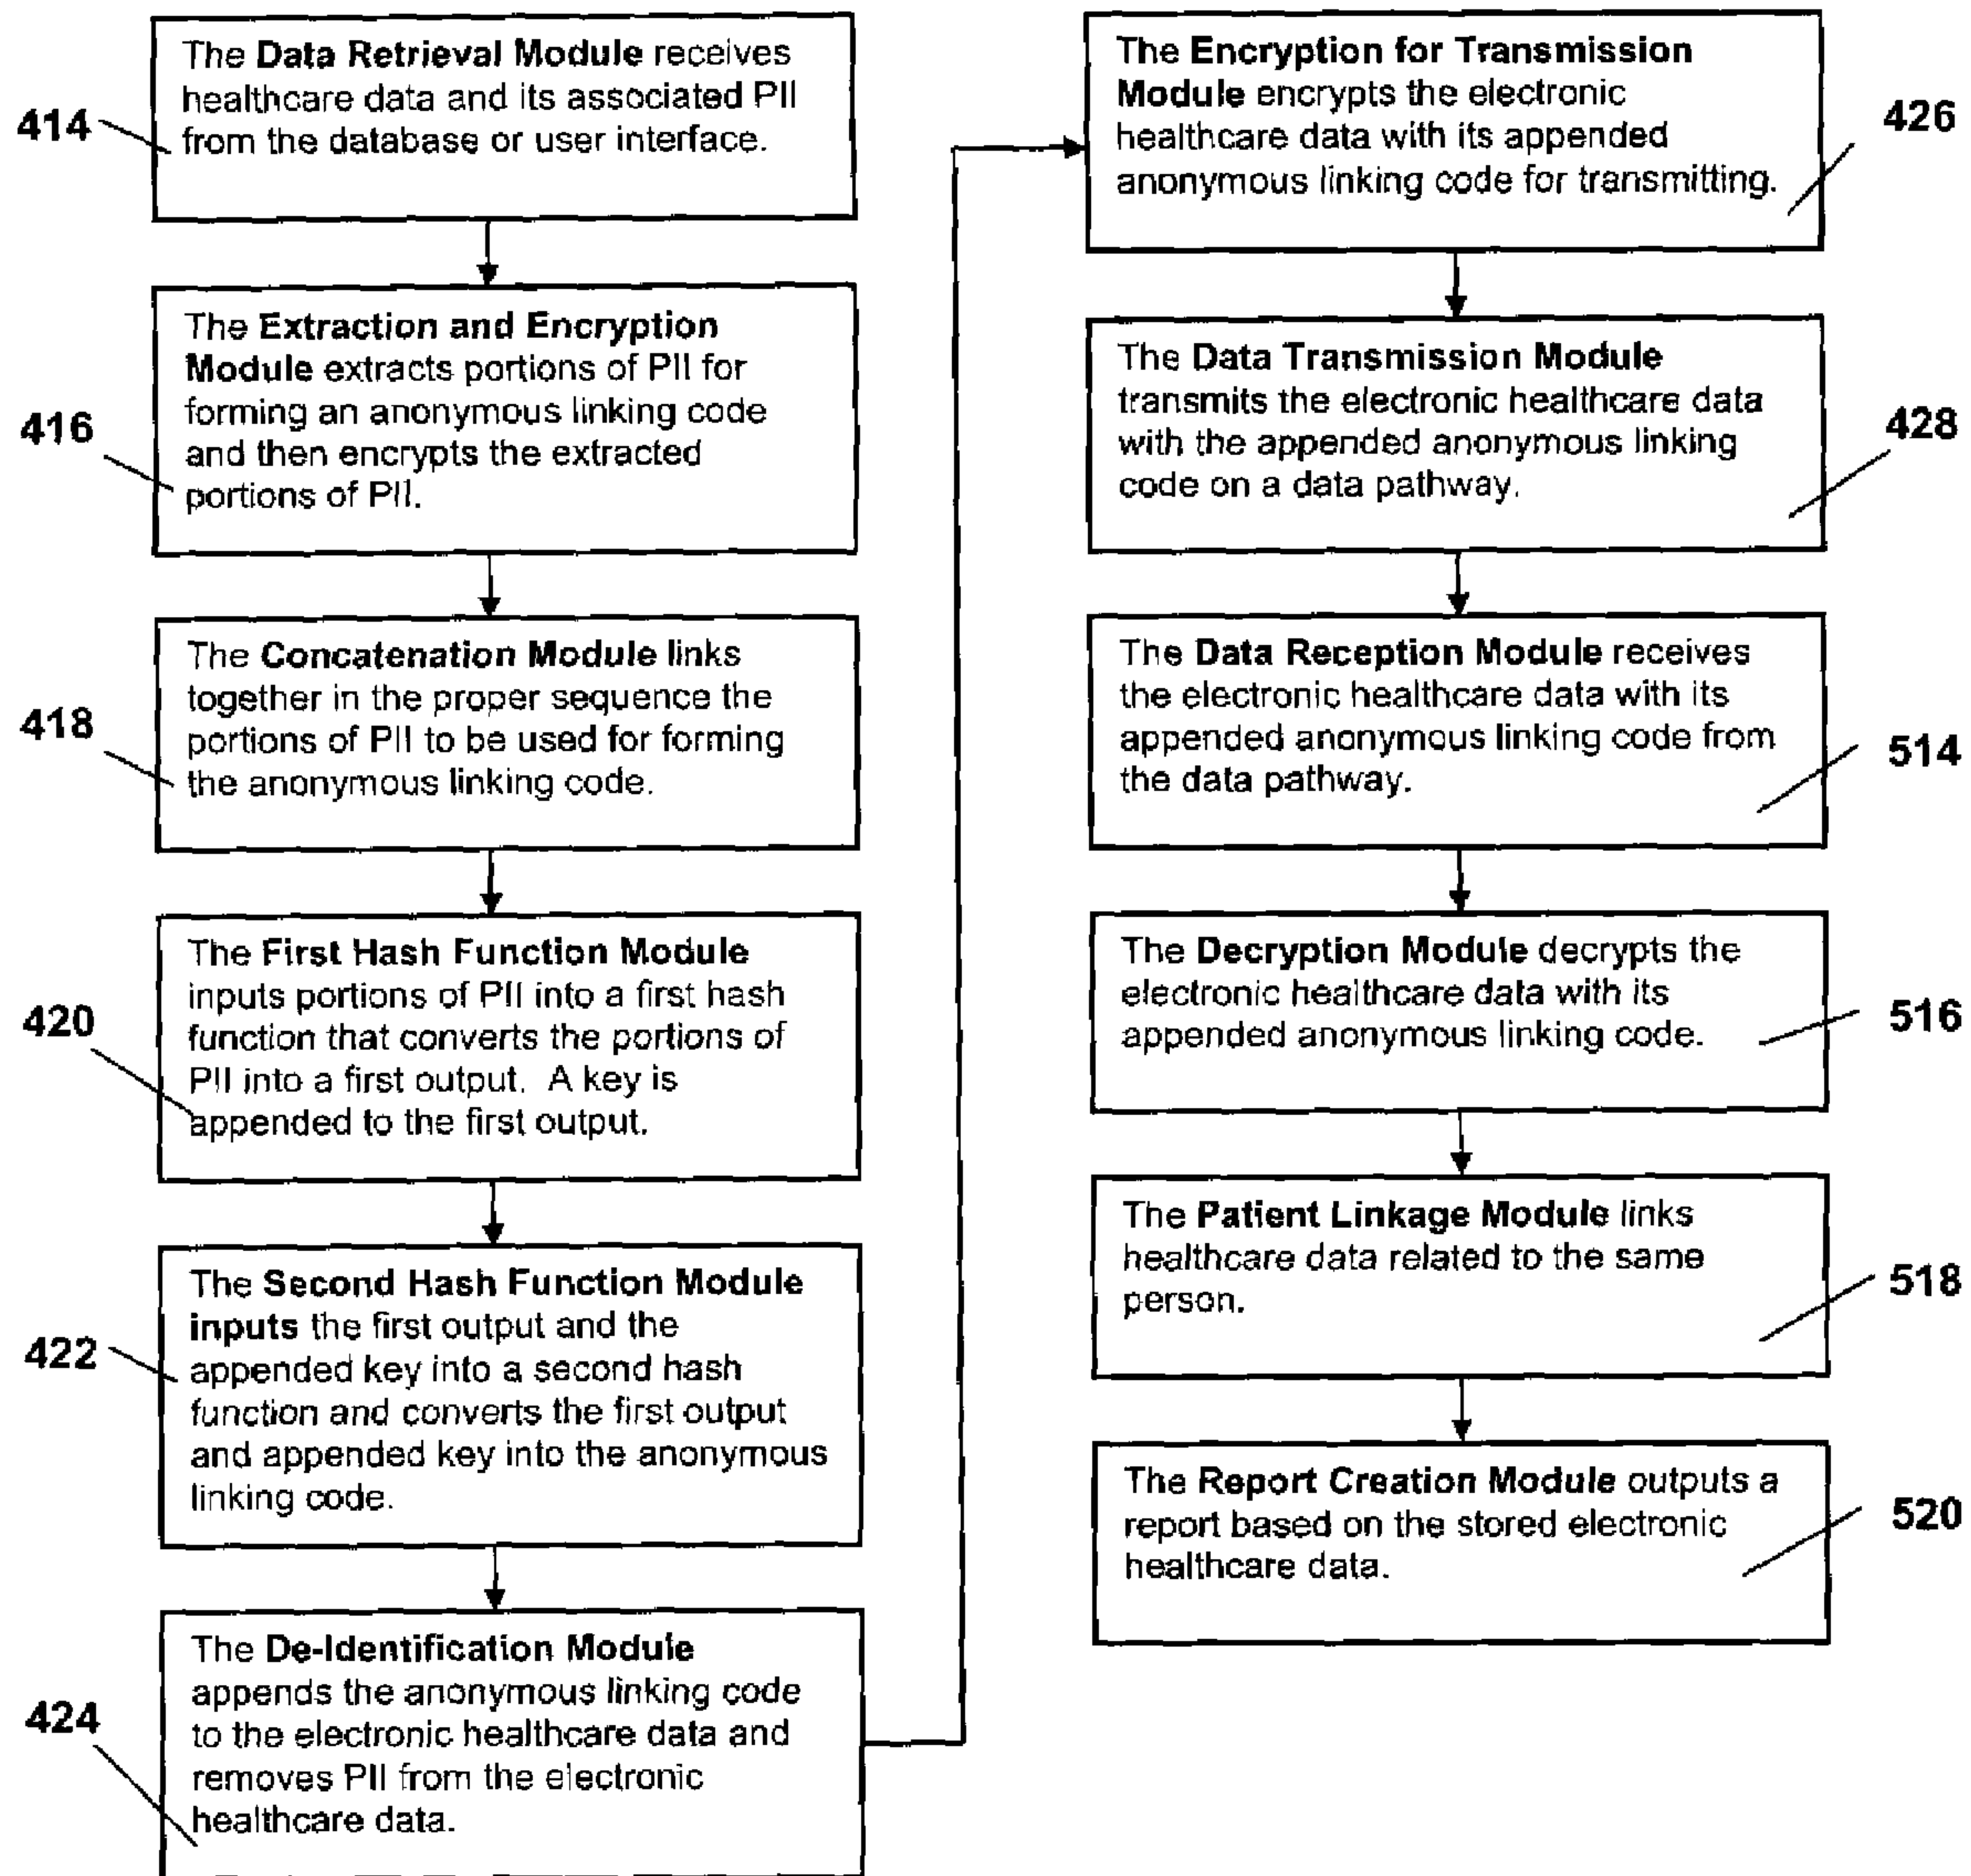 The Data Retrieval Module receives
healthcare data and its associated PII
from the database or user interface.
414
The Extraction and Encryption
Module extracts portions of PII for
forming an anonymous linking code
and then encrypts the extracted
portions of PII.
416
The Concatenation Module links
together in the proper sequence the
portions of PII to be used for forming
the anonymous linking code.
418
The First Hash Function Module
inputs portions of PII into a first hash
function that converts the portions of
PII into a first output. A key is
appended to the first output.
420
The Second Hash Function Module
inputs the first output and the
appended key into a second hash
function and converts the first output
and appended key into the anonymous
linking code.
422
The De-Identification Module
appends the anonymous linking code
to the electronic healthcare data and
removes PII from the electronic
healthcare data.
424
The Encryption for Transmission
Module encrypts the electronic
healthcare data with its appended
anonymous linking code for transmitting.
426
The Data Transmission Module
transmits the electronic healthcare data
with the appended anonymous linking
code on a data pathway.
428
The Data Reception Module receives
the electronic healthcare data with its
appended anonymous linking code from
the data pathway.
514
The Decryption Module decrypts the
electronic healthcare data with its
appended anonymous linking code.
516
The Patient Linkage Module links
healthcare data related to the same
person.
518
The Report Creation Module outputs a
report based on the stored electronic
healthcare data.
520